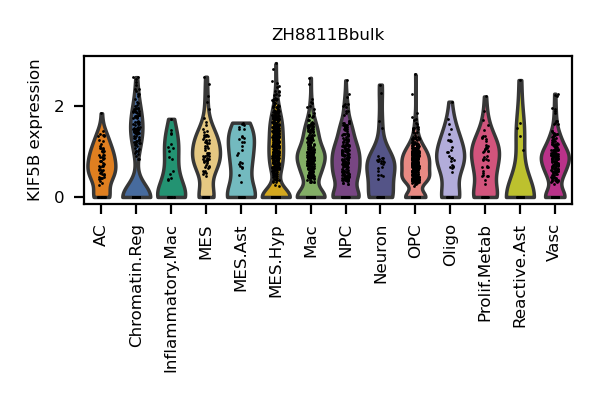 ZH8811Bbulk
KIF5B expression
2
0
AC
Chromatin.Reg
Inflammatory.Mac
MES
MES.Ast
MES.Hyp
Mac
NPC
Neuron
OPC
Oligo
Prolif.Metab
Reactive.Ast
Vasc